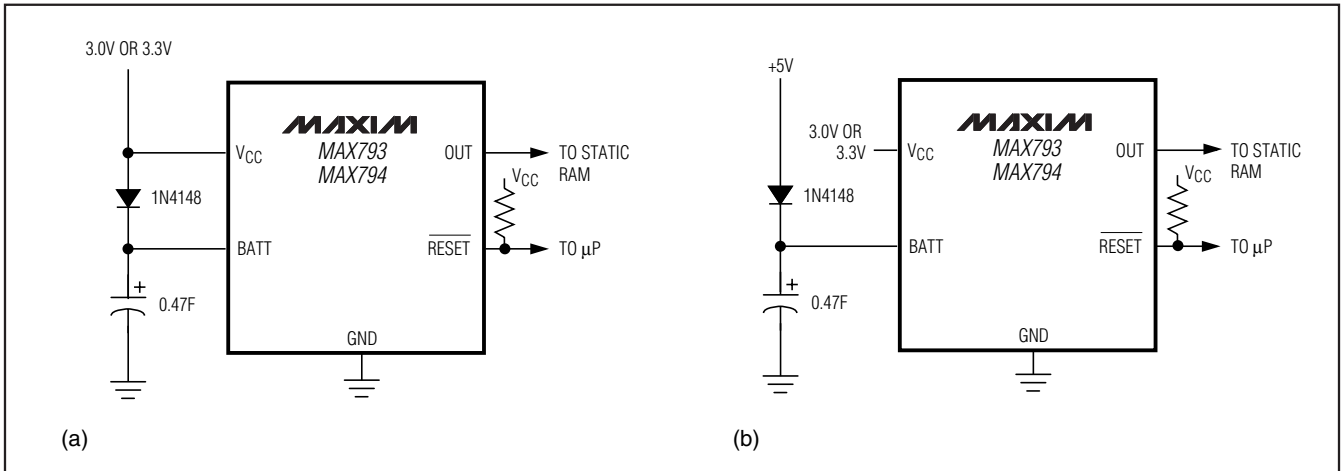 3.0V OR 3.3V
MAXIM
MAX793
MAX794
VCC
OUT
TO STATIC
RAM
VCC
1N4148
BATT
RESET
TO μP
+
0.47F
GND
(a)
+5V
3.0V OR
3.3V
MAXIM
MAX793
MAX794
VCC
OUT
TO STATIC
RAM
VCC
1N4148
BATT
RESET
TO μP
+
0.47F
GND
(b)